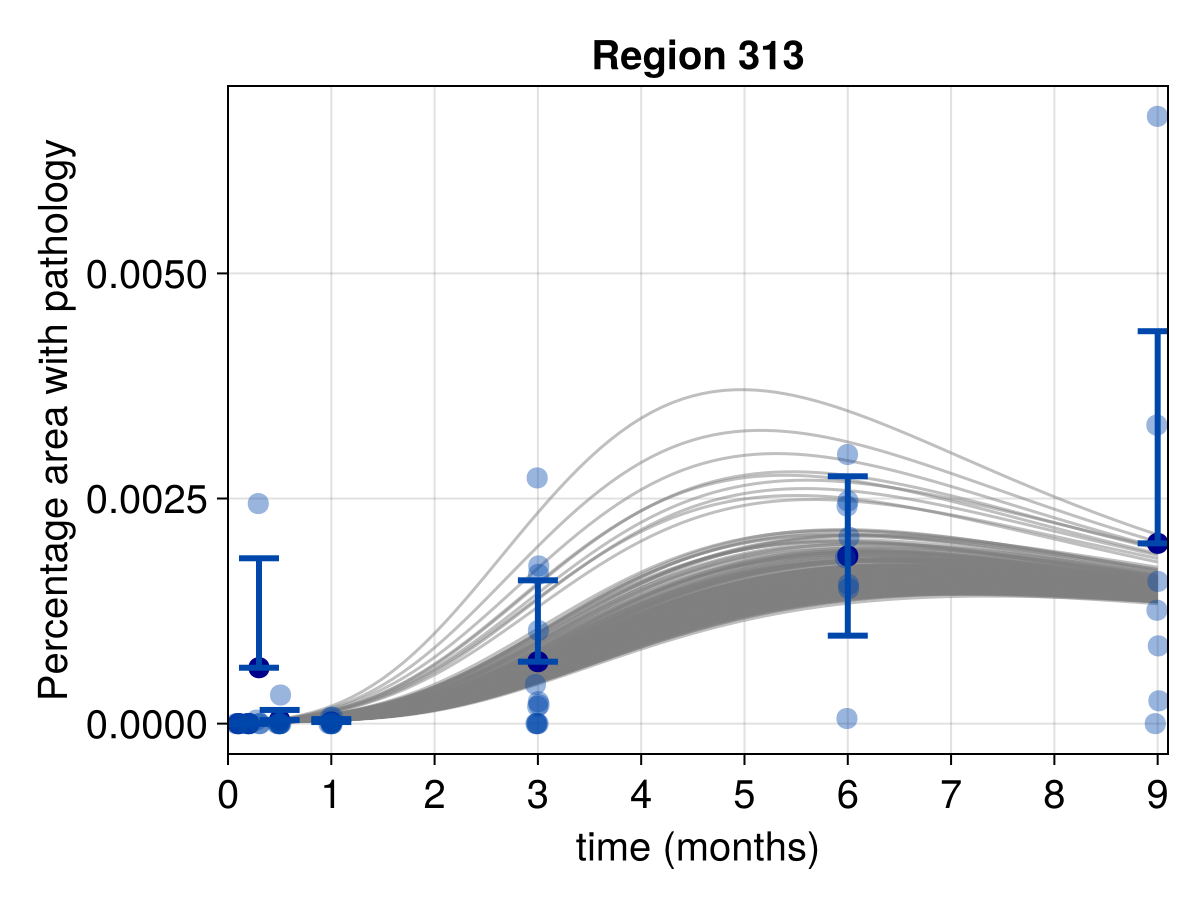 Region 313
Percentage area with pathology
0.0050
0.0025
0.0000
0 1 2 3 4 5 6 7 8 9
time (months)